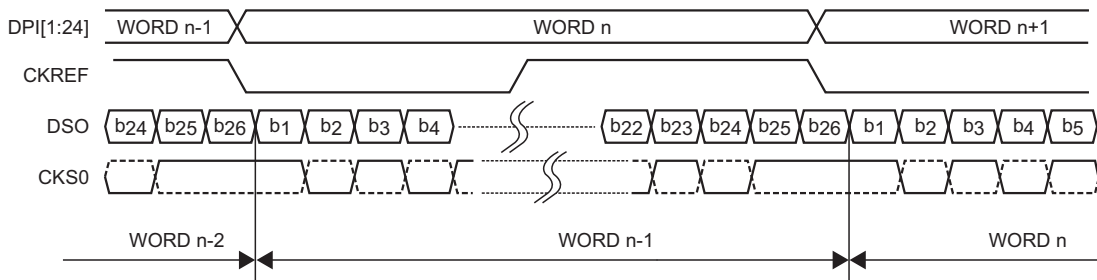 DPI[1:24] WORD n-1 WORD n WORD n+1
CKREF
DSO b24 b25 b26 b1 b2 b3 b4 b22 b23 b24 b25 b26 b1 b2 b3 b4 b5
CKS0
WORD n-2 WORD n-1 WORD n